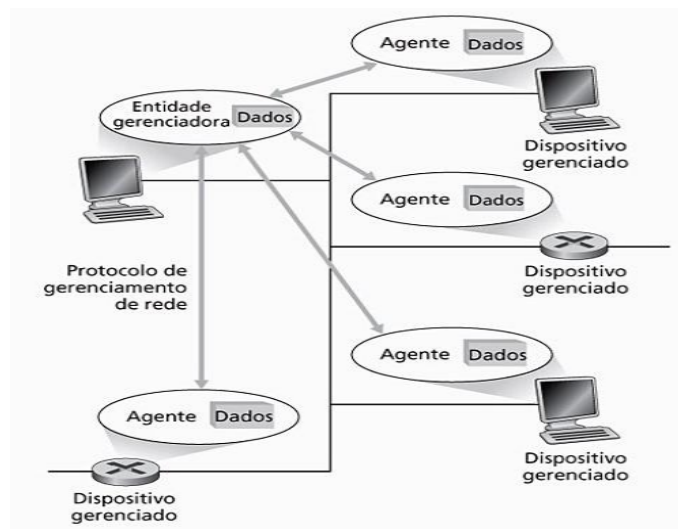 Agente Dados
Entidade
gerenciadora Dados
Dispositivo
gerenciado
Agente Dados
Protocolo de
gerenciamento
de rede
Dispositivo
gerenciado
Agente Dados
Agente Dados
Dispositivo
gerenciado
Dispositivo
gerenciado